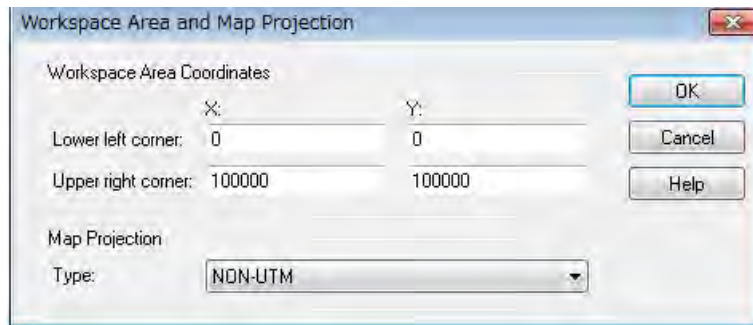 Workspace Area and Map Projection
Workspace Area Coordinates
X: Y:
Lower left corner: 0 0
Upper right corner: 100000 100000
Map Projection
Type: NON-UTM
OK
Cancel
Help